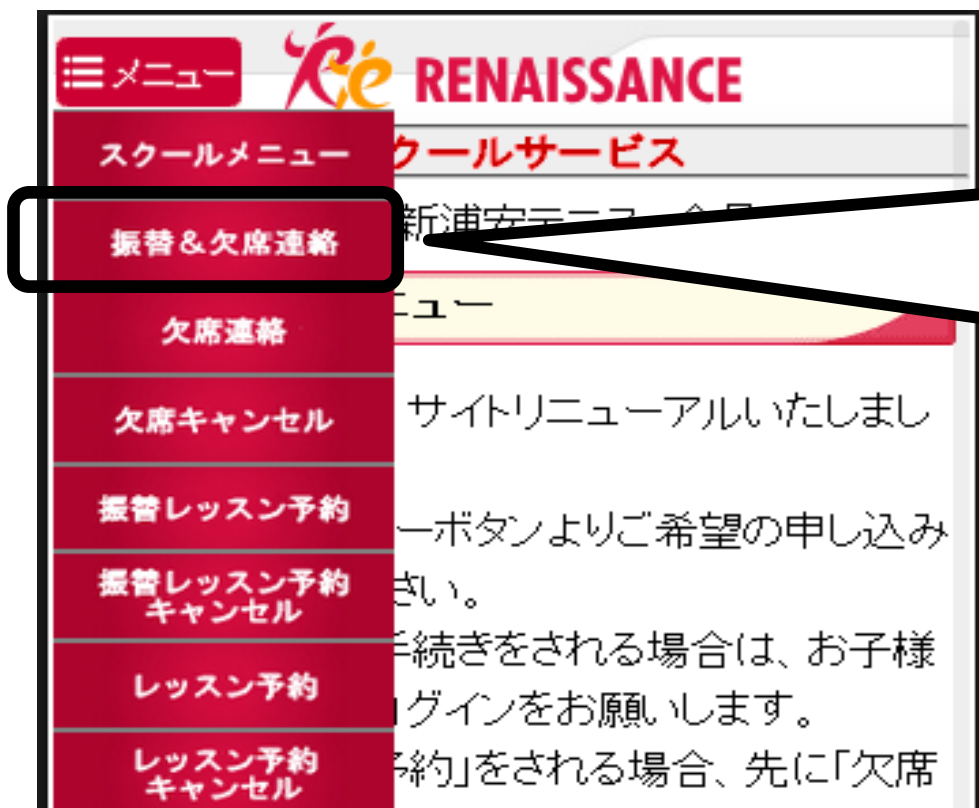 メニュー
Ré RENAISSANCE
スクールメニュー
クールサービス
振替&欠席連絡
新浦安テニス
ニュー
欠席連絡
欠席キャンセル
サイトリニューアルいたしまし
振替レッスン予約
ーボタンよりご希望の申し込み
振替レッスン予約
キャンセル
さい。
手続きをされる場合は、お子様
レッスン予約
グインをお願いします。
レッスン予約
キャンセル
予約」をされる場合、先に「欠席